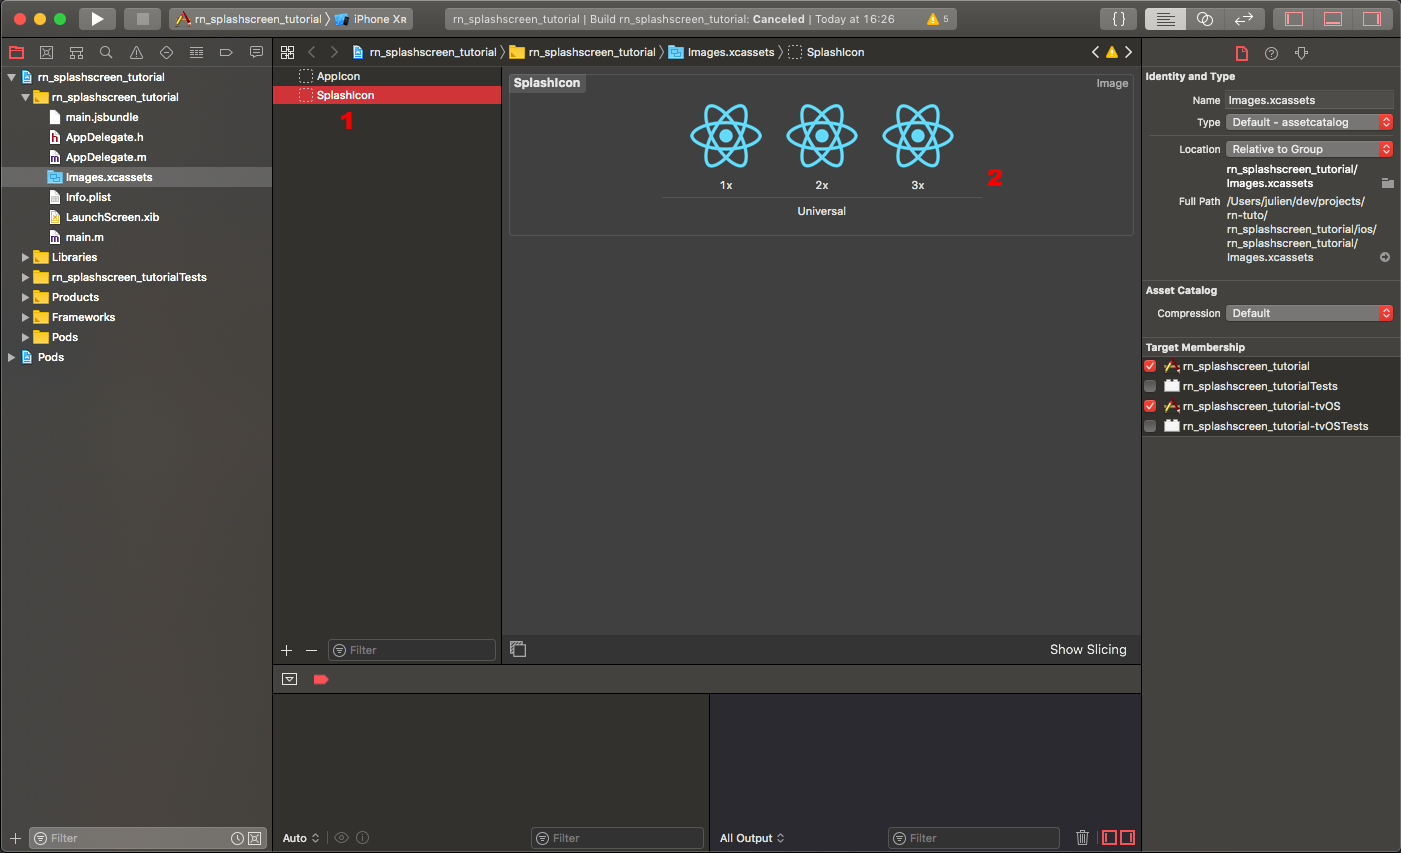 rn_splashscreen_tutorial iPhone XR
rn_splashscreen_tutorial | Build rn_splashscreen_tutorial: Canceled | Today at 16:26
5
{}
rn_splashscreen_tutorial
rn_splashscreen_tutorial
main.jsbundle
h AppDelegate.h
m AppDelegate.m
Images.xcassets
Info.plist
LaunchScreen.xib
m main.m
Libraries
rn_splashscreen_tutorialTests
Products
Frameworks
Pods
Pods
Filter
rn_splashscreen_tutorial rn_splashscreen_tutorial Images.xcassets SplashIcon
AppIcon
SplashIcon
1
Filter
SplashIcon
Image
1x 2x 3x
2
Universal
Show Slicing
Auto
Filter
All Output
Filter
Identity and Type
Name Images.xcassets
Type Default - assetcatalog
Location Relative to Group
rn_splashscreen_tutorial/
Images.xcassets
Full Path /Users/julien/dev/projects/
rn-tuto/
rn_splashscreen_tutorial/ios/
rn_splashscreen_tutorial/
Images.xcassets
Asset Catalog
Compression Default
Target Membership
rn_splashscreen_tutorial
rn_splashscreen_tutorialTests
rn_splashscreen_tutorial-tvOS
rn_splashscreen_tutorial-tvOSTests